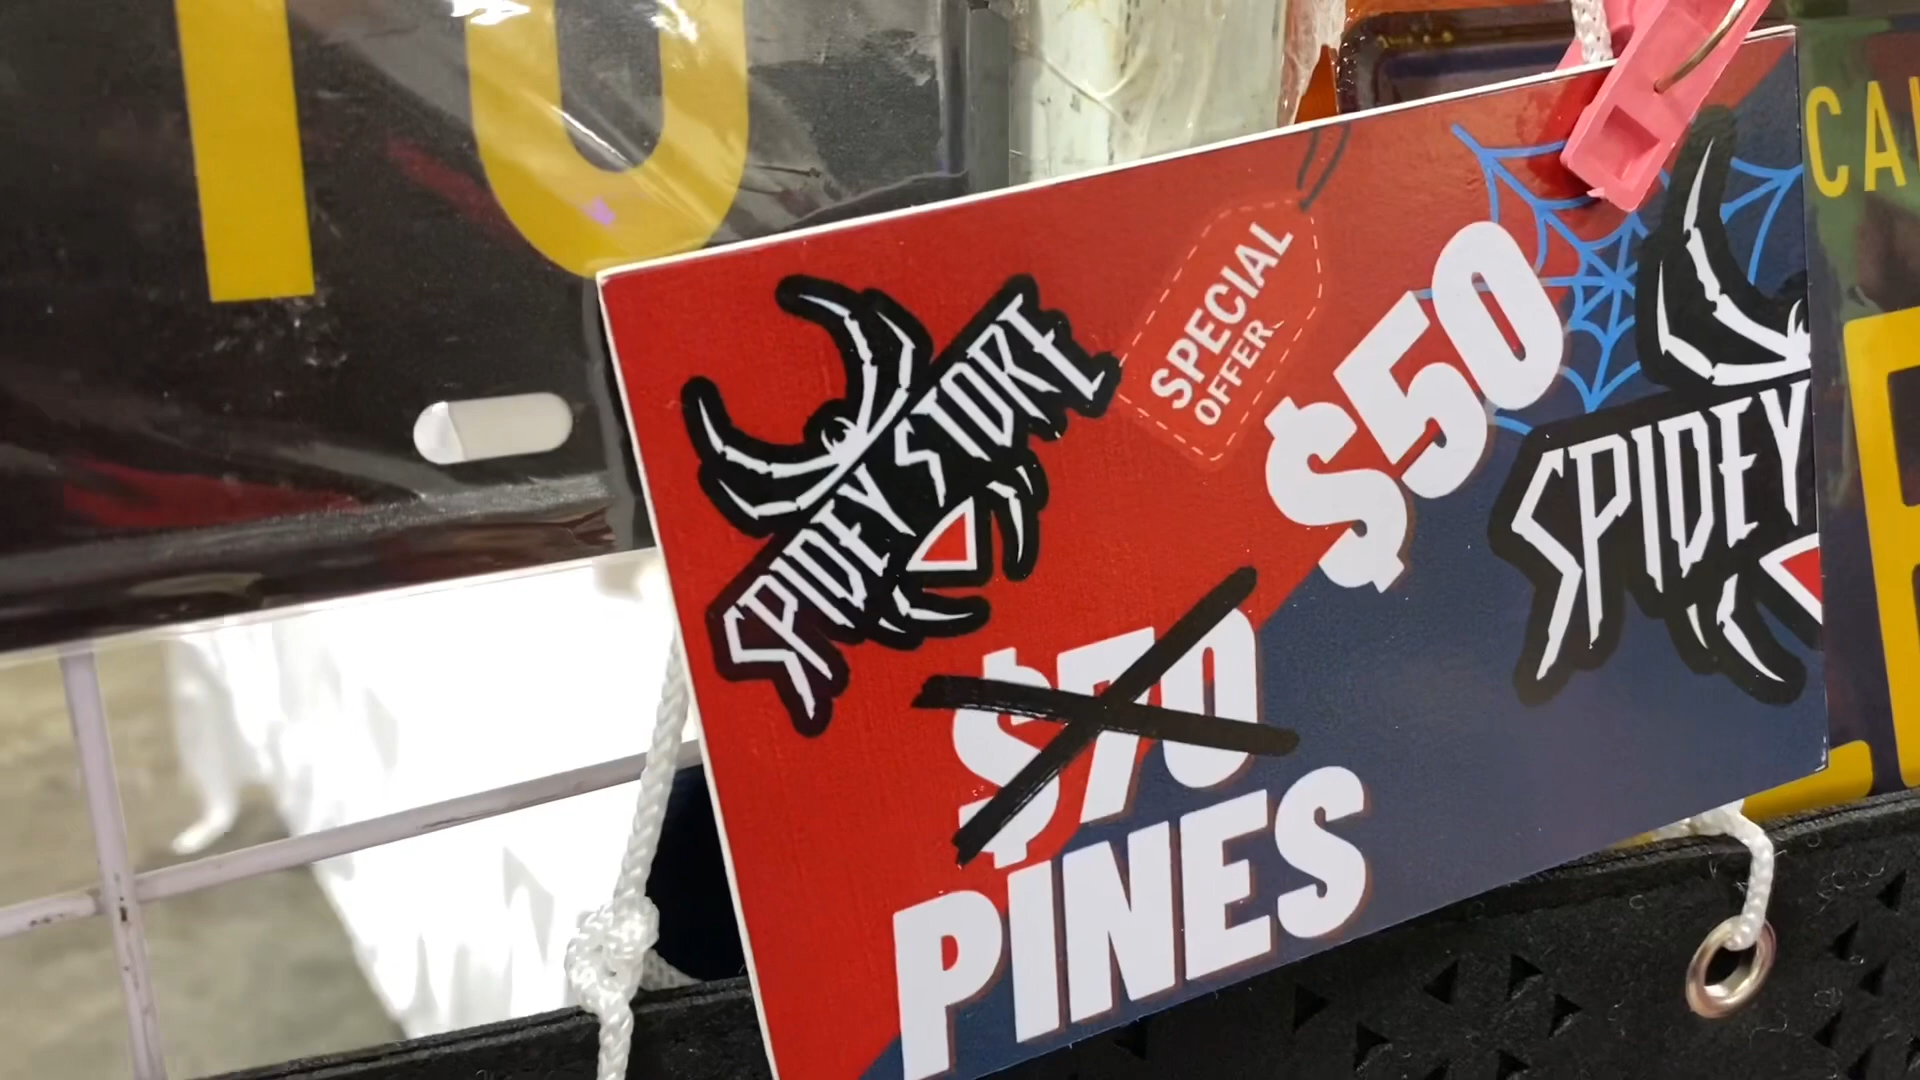 SPIDEY STORE
SPECIAL
OFFER
$50
SPIDEY
$70
PINES